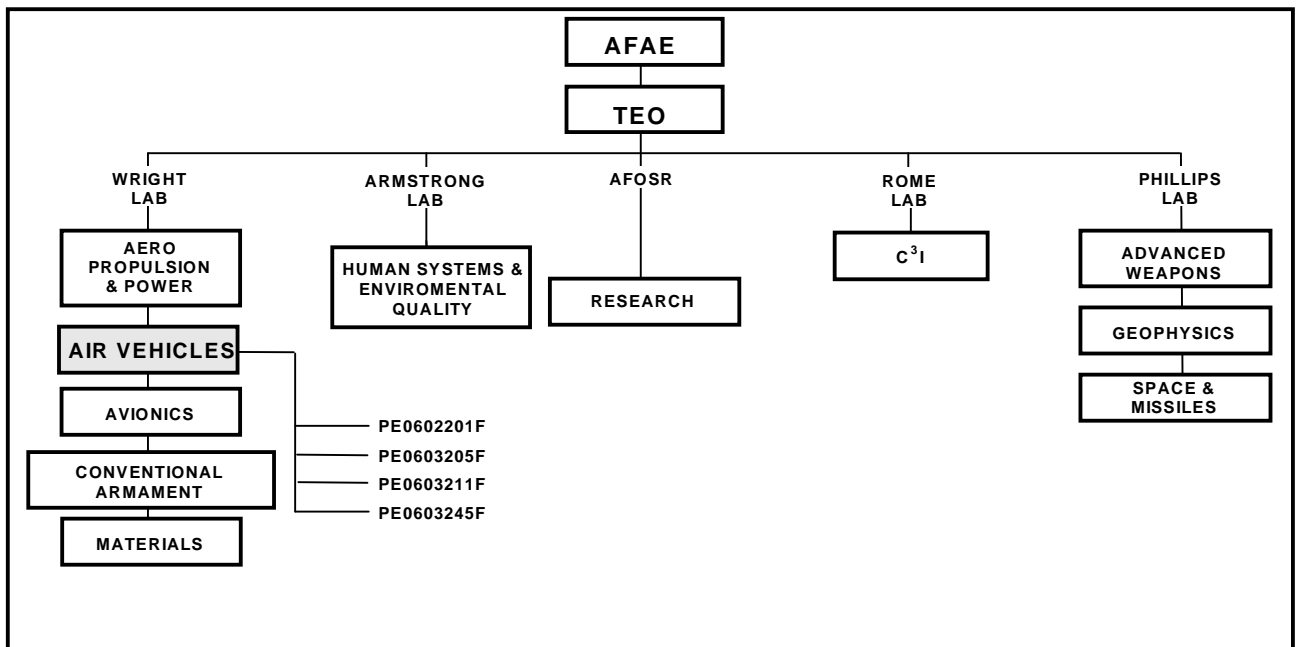 AFAE
TEO
WRIGHT
LAB
AERO
PROPULSION
& POWER
AIR VEHICLES
AVIONICS
CONVENTIONAL
ARMAMENT
MATERIALS
PE0602201F
PE0603205F
PE0603211F
PE0603245F
ARMSTRONG
LAB
HUMAN SYSTEMS &
ENVIROMENTAL
QUALITY
AFOSR
RESEARCH
ROME
LAB
C³I
PHILLIPS
LAB
ADVANCED
WEAPONS
GEOPHYSICS
SPACE &
MISSILES